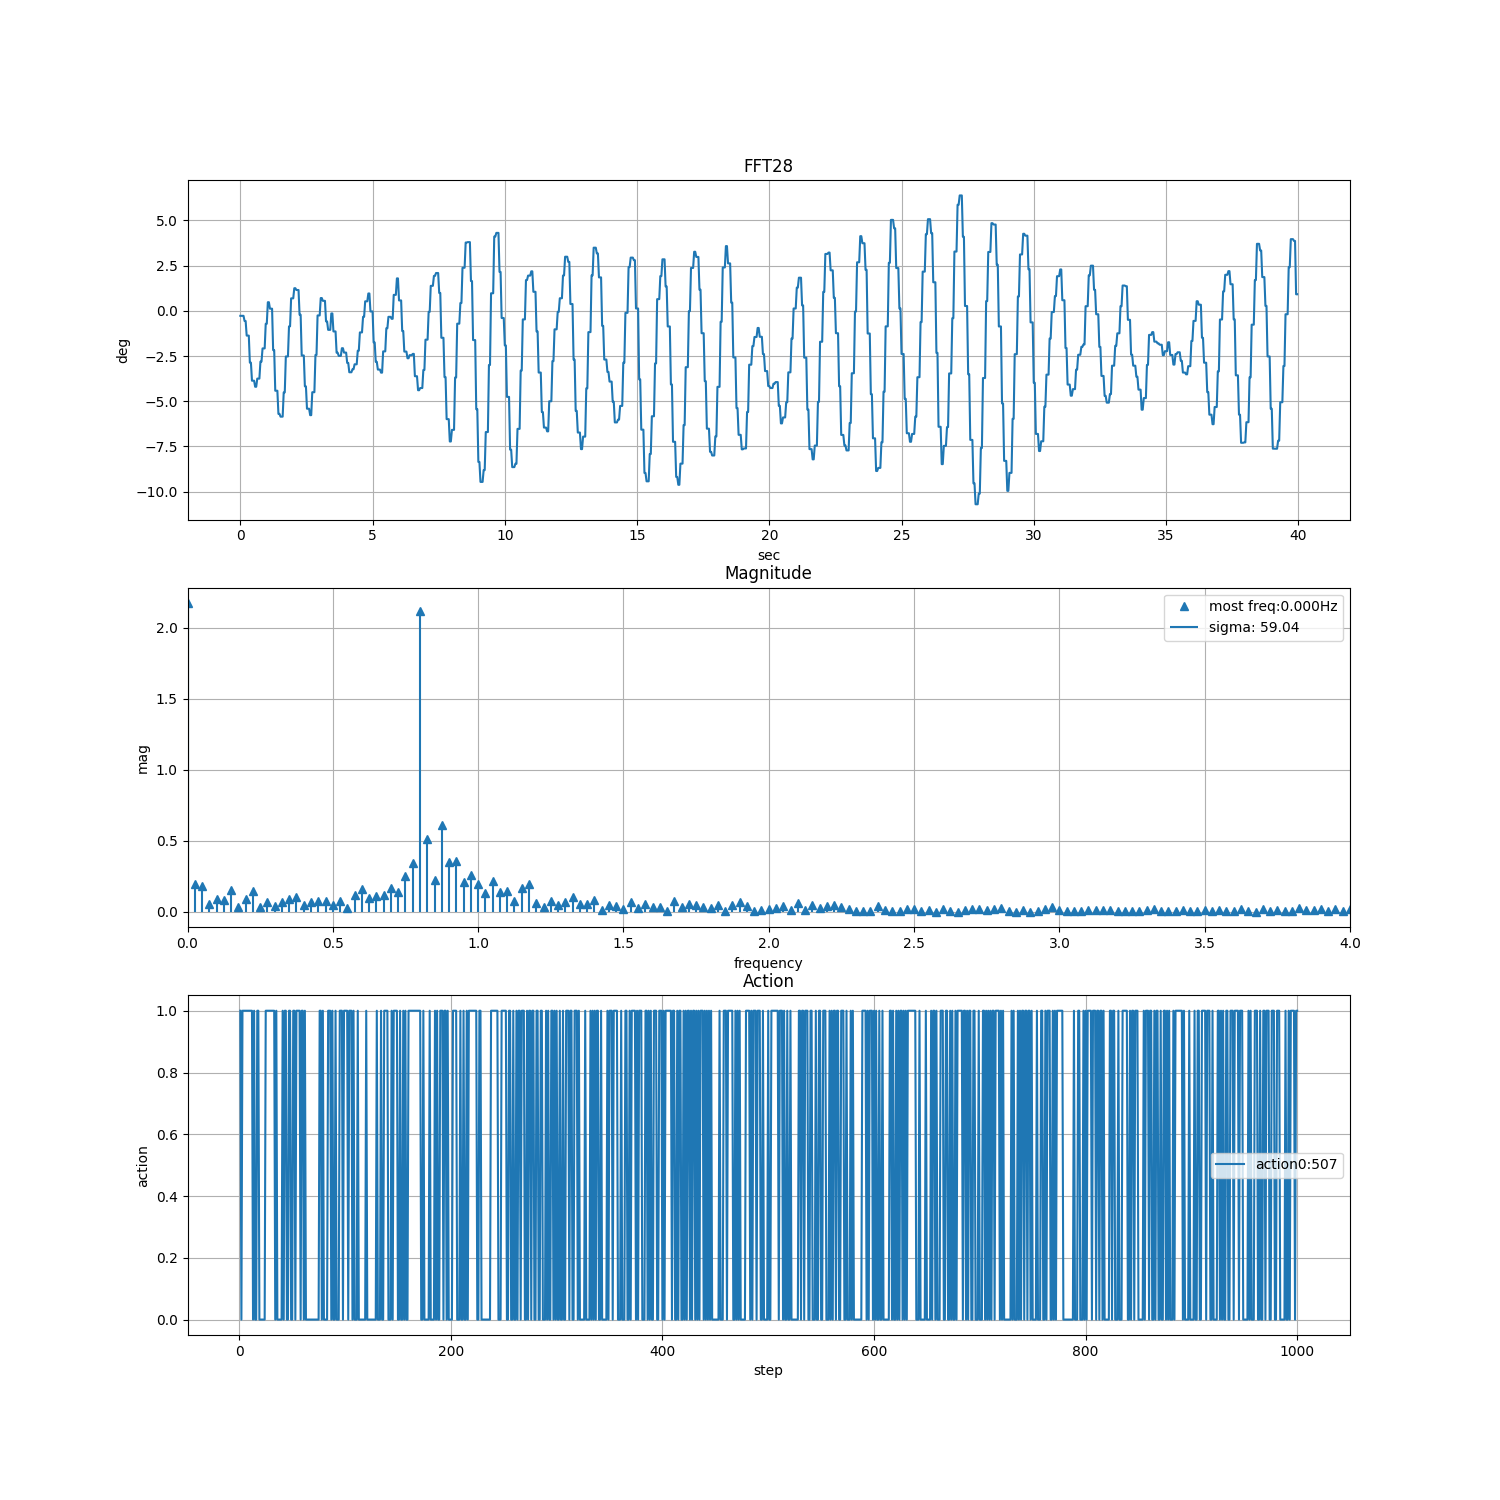 FFT28
5.0
2.5
0.0
−2.5
−5.0
−7.5
−10.0
deg
0 5 10 15 20 25 30 35 40
sec
Magnitude
most freq:0.000Hz
sigma: 59.04
2.0
1.5
1.0
0.5
0.0
mag
0.0 0.5 1.0 1.5 2.0 2.5 3.0 3.5 4.0
frequency
Action
1.0
0.8
0.6
0.4
0.2
0.0
action
action0:507
0 200 400 600 800 1000
step